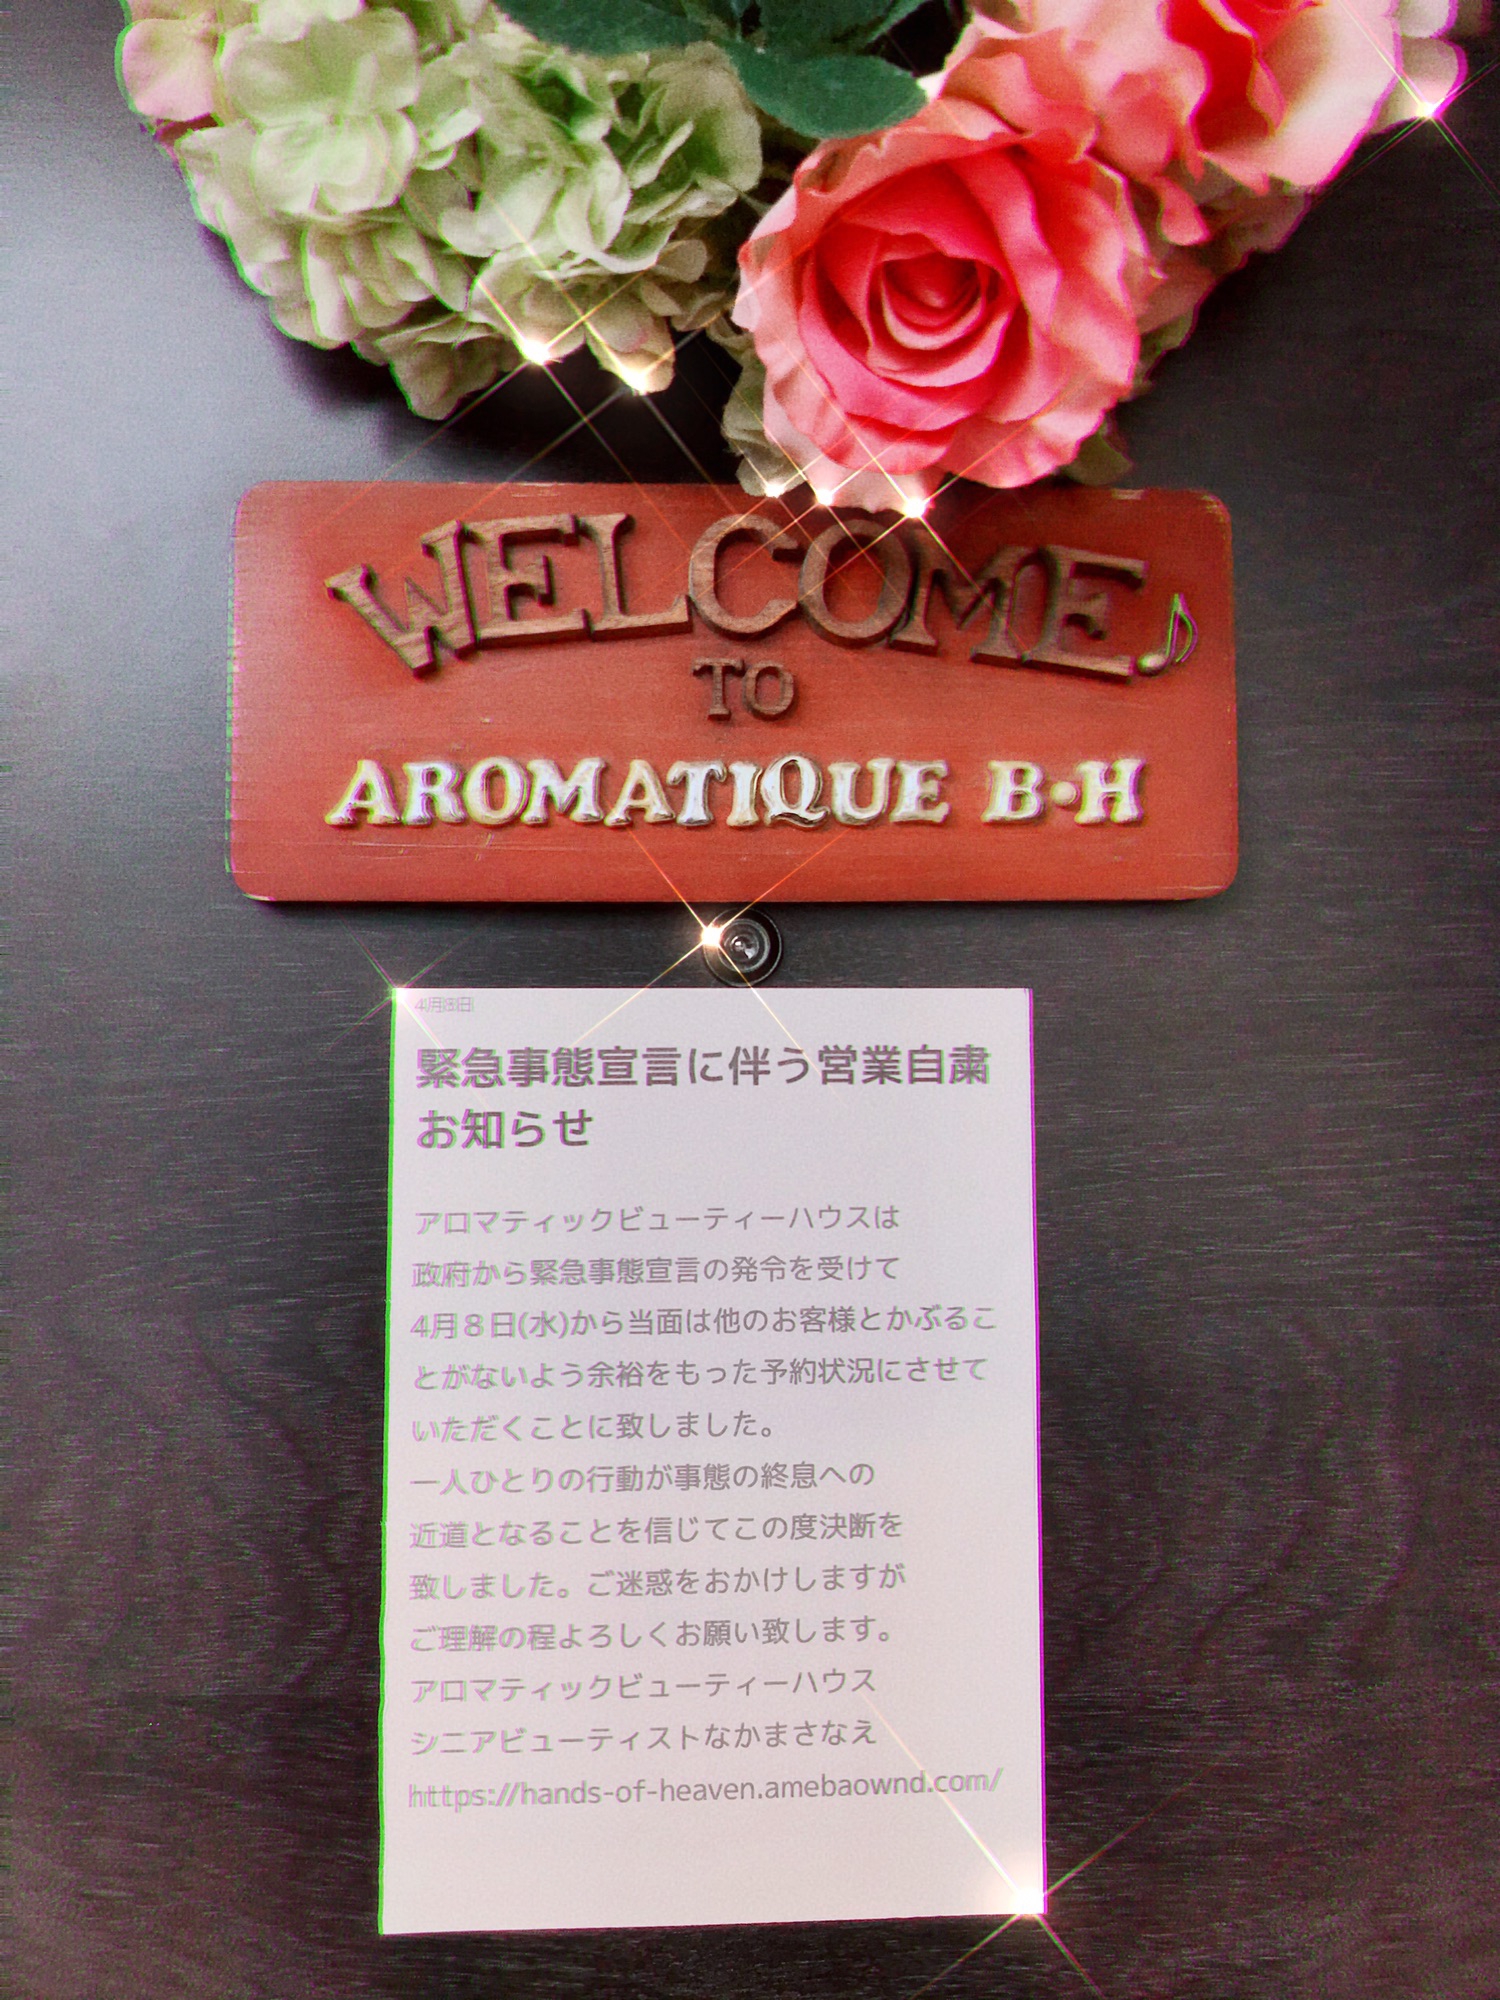 WELCOME♪
TO
AROMATIQUE B・H
4月8日
緊急事態宣言に伴う営業自粛
お知らせ
アロマティックビューティーハウスは
政府から緊急事態宣言の発令を受けて
4月８日(水)から当面は他のお客様とかぶるこ
とがないよう余裕をもった予約状況にさせて
いただくことに致しました。
一人ひとりの行動が事態の終息への
近道となることを信じてこの度決断を
致しました。ご迷惑をおかけしますが
ご理解の程よろしくお願い致します。
アロマティックビューティーハウス
シニアビューティストなかまさなえ
https://hands-of-heaven.amebaownd.com/